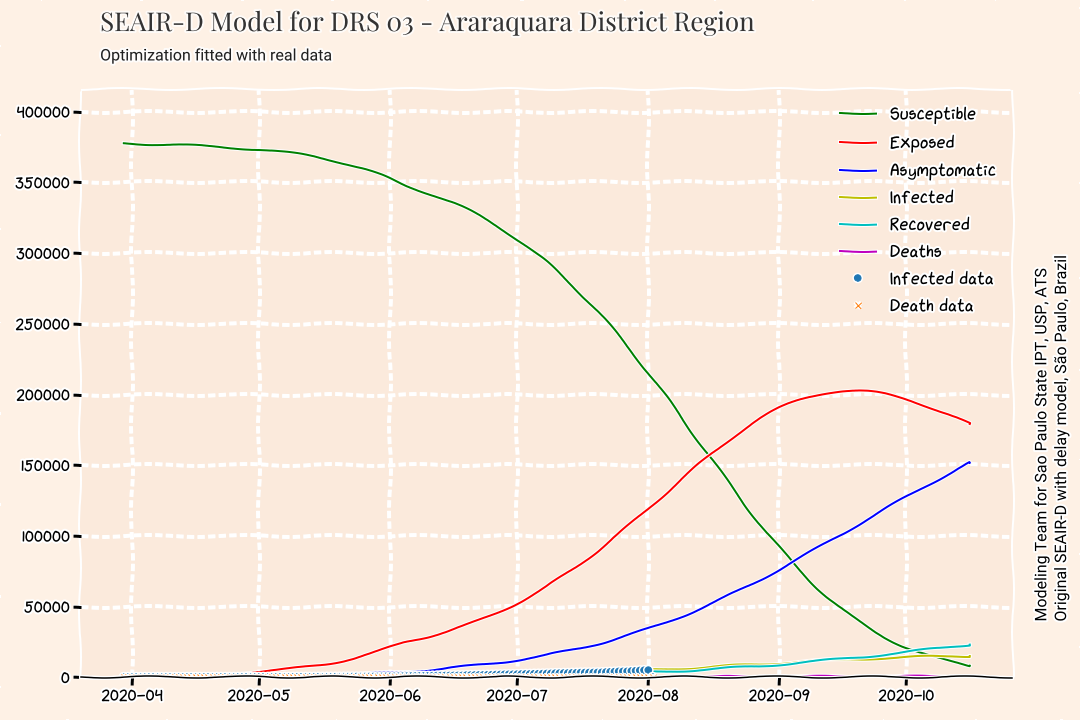 SEAIR-D Model for DRS 03 - Araraquara District Region
Optimization fitted with real data
400000
350000
300000
250000
200000
150000
100000
50000
0
2020-04
2020-05
2020-06
2020-07
2020-08
2020-09
2020-10
Susceptible
Exposed
Asymptomatic
Infected
Recovered
Deaths
Infected data
Death data
Modeling Team for Sao Paulo State IPT, USP, ATS
Original SEAIR-D with delay model, São Paulo, Brazil